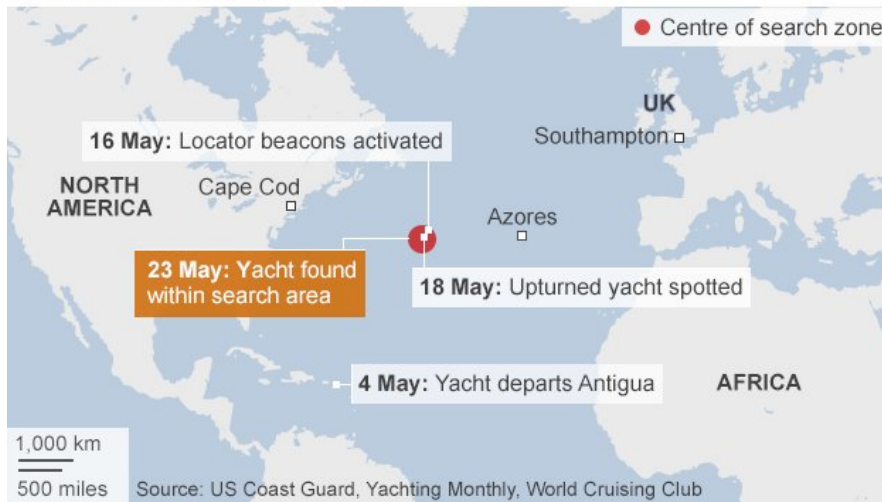 Centre of search zone
UK
16 May: Locator beacons activated
Southampton
NORTH
AMERICA
Cape Cod
Azores
23 May: Yacht found
within search area
18 May: Upturned yacht spotted
4 May: Yacht departs Antigua
AFRICA
1,000 km
500 miles
Source: US Coast Guard, Yachting Monthly, World Cruising Club